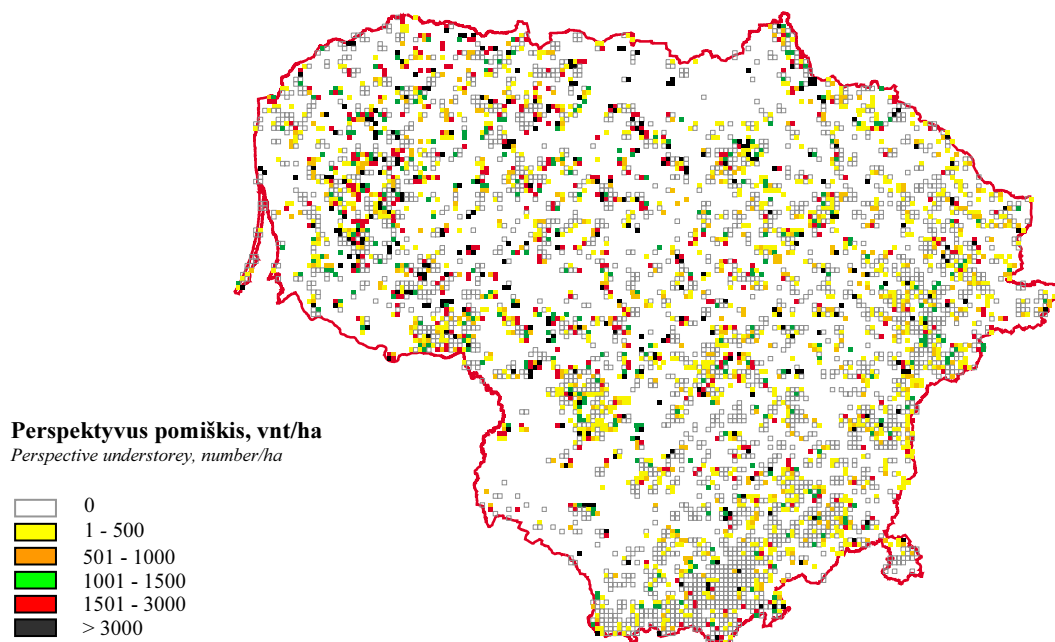 Perspektyvus pomiškis, vnt/ha
Perspective understorey, number/ha
0
1 - 500
501 - 1000
1001 - 1500
1501 - 3000
> 3000